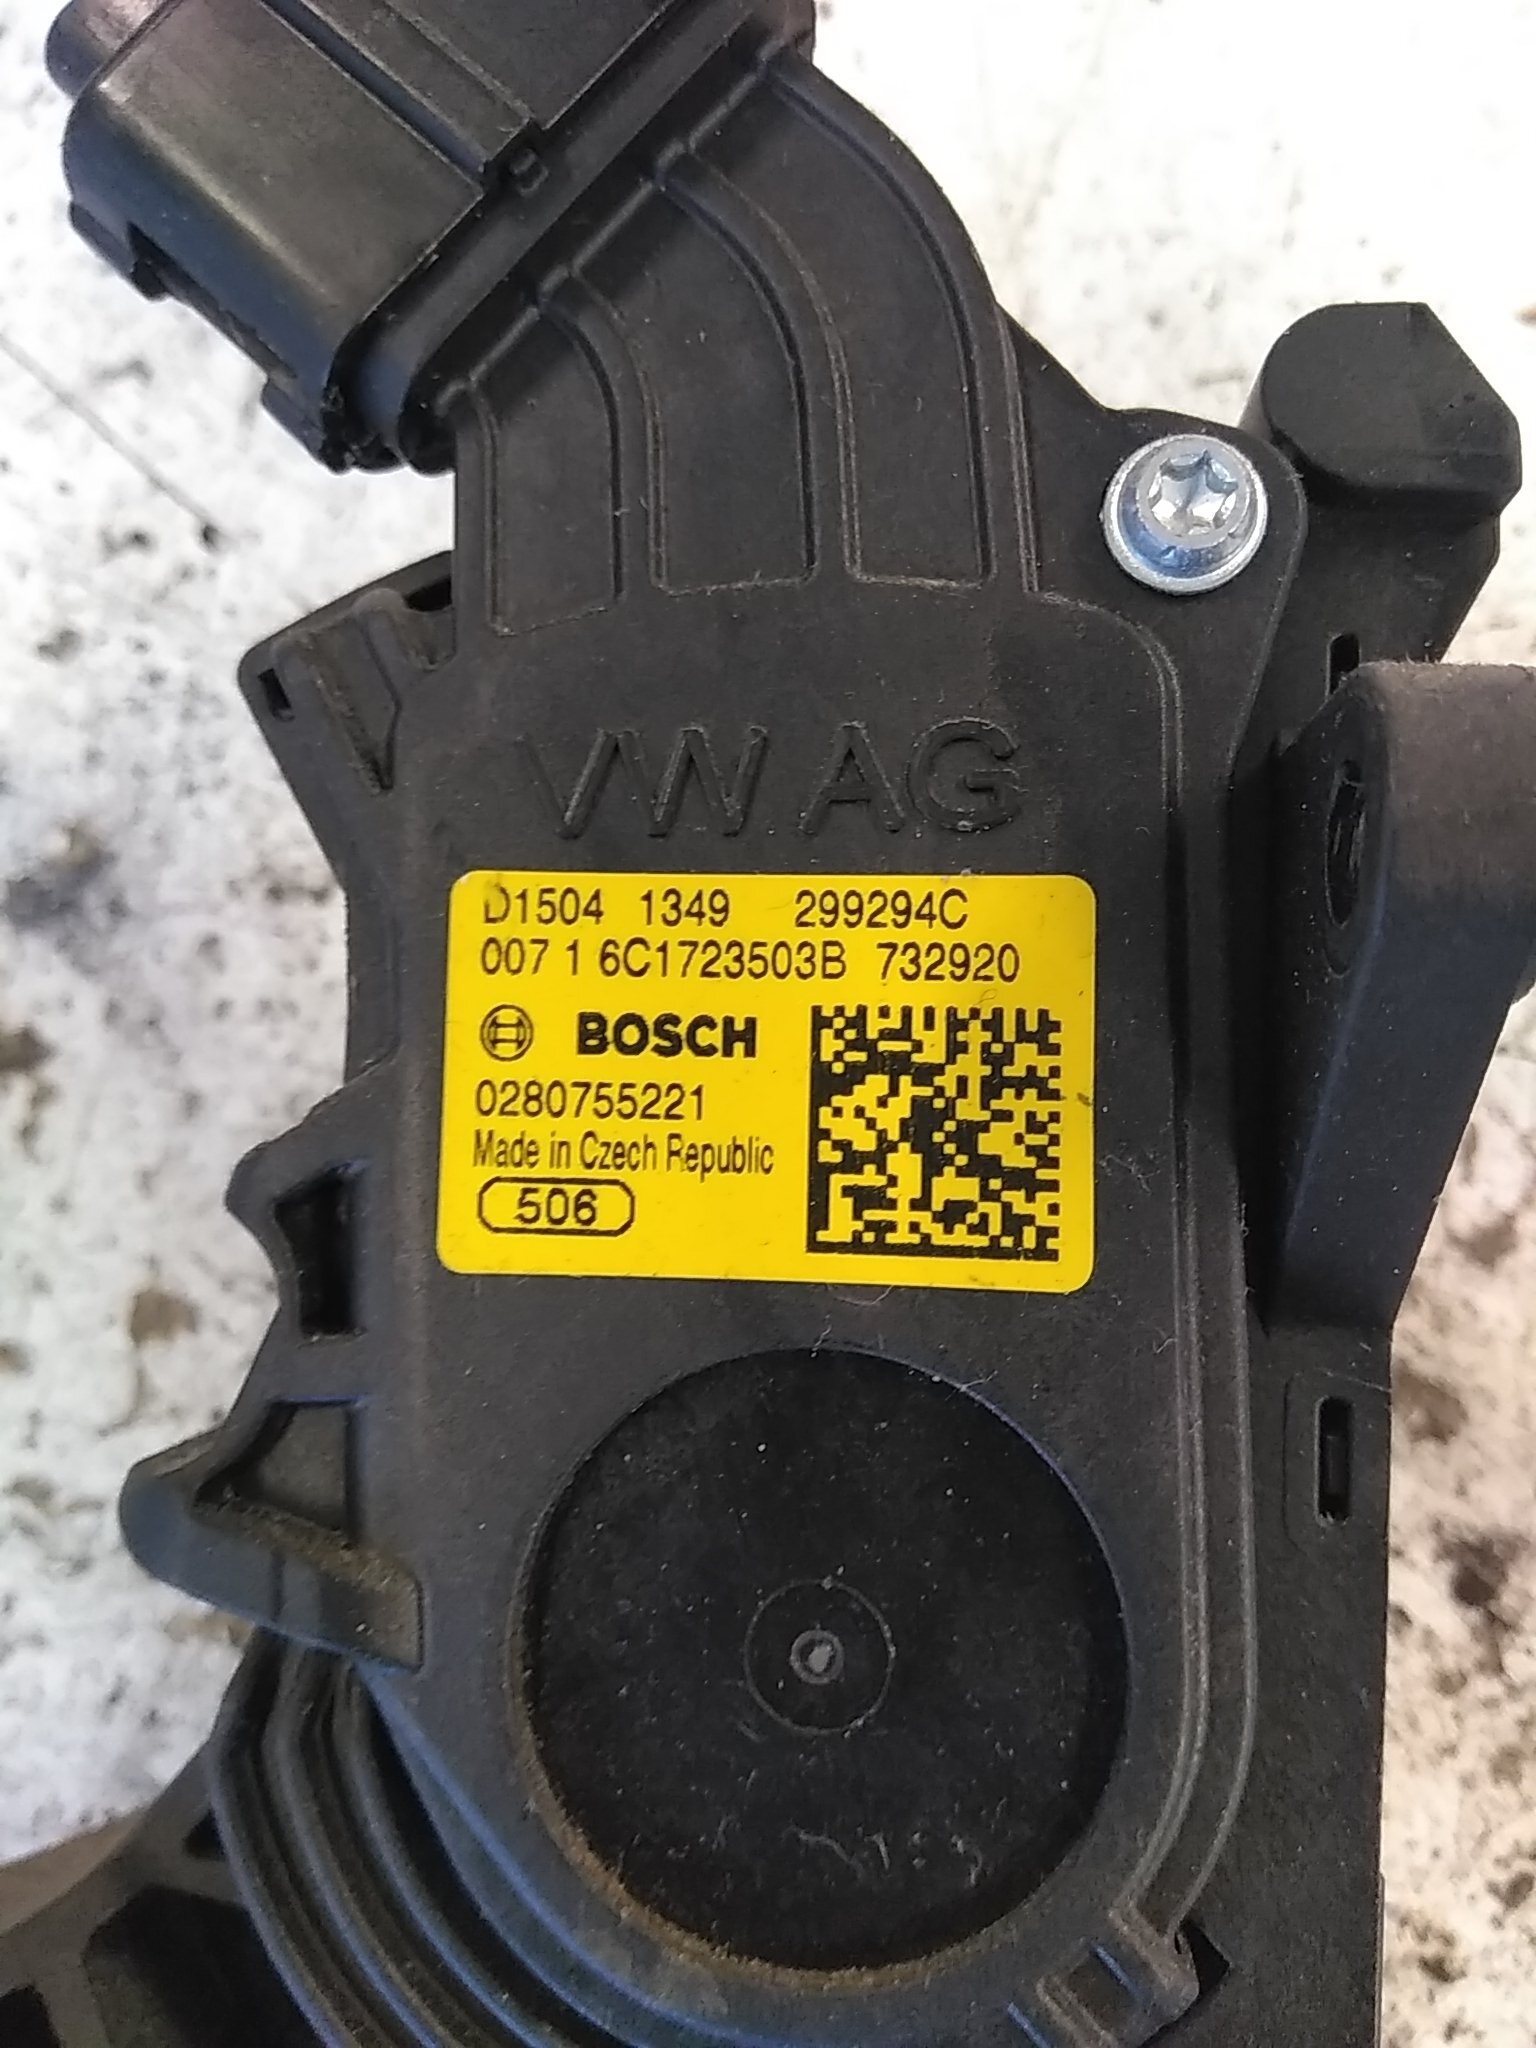 VW AG
D1504 1349 299294C
007 1 6C1723503B 732920
BOSCH
0280755221
Made in Czech Republic
506